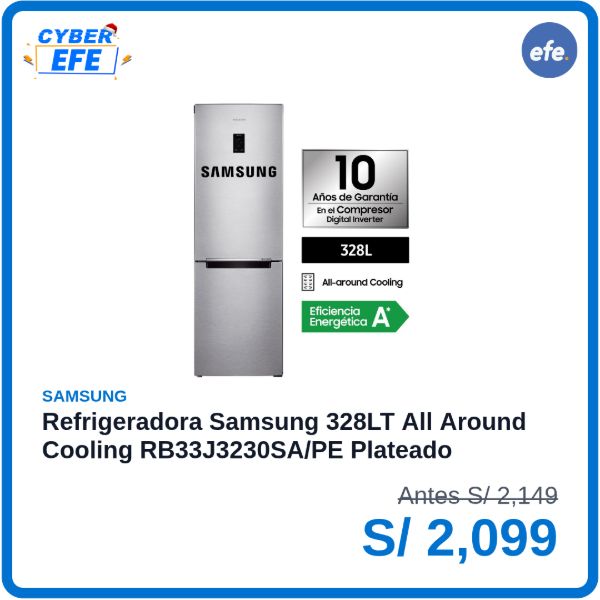 CYBER
EFE
efe.
SAMSUNG
10
Años de Garantía
En el Compresor
Digital Inverter
328L
All-around Cooling
Eficiencia
Energética A*
SAMSUNG
Refrigeradora Samsung 328LT All Around
Cooling RB33J3230SA/PE Plateado
Antes S/ 2,149
S/ 2,099